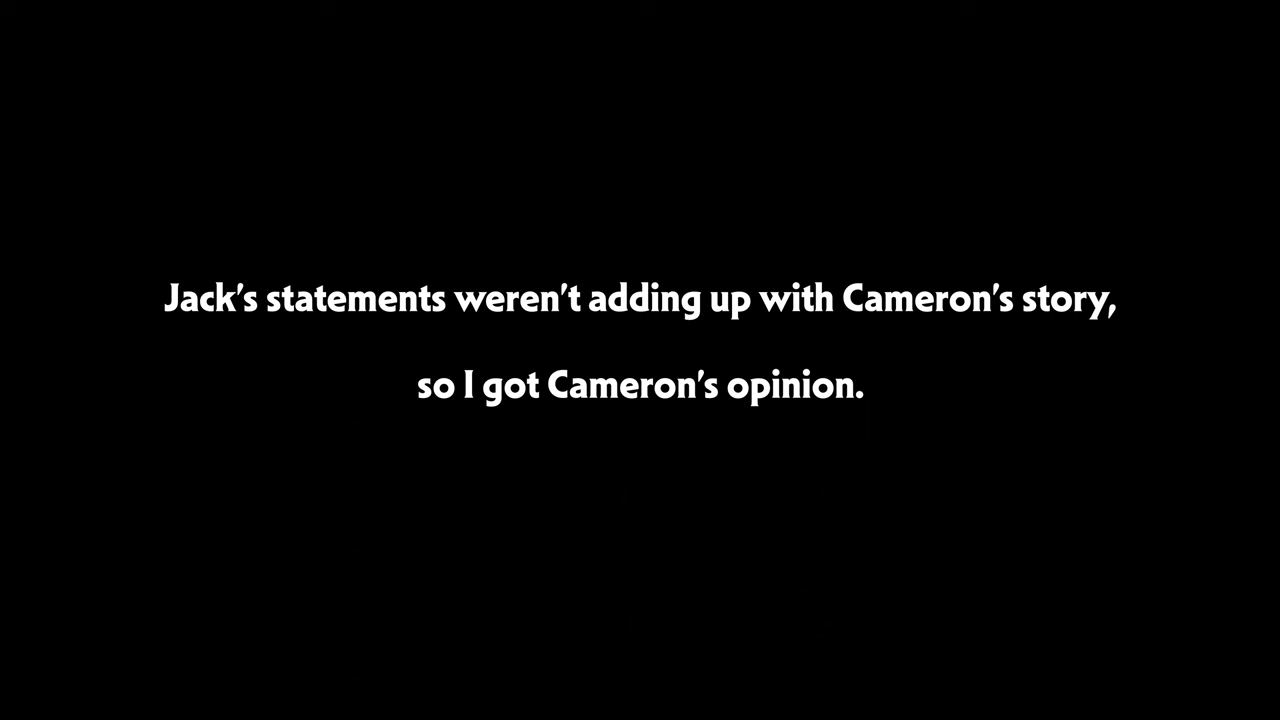 Jack's statements weren't adding up with Cameron's story,
so I got Cameron's opinion.